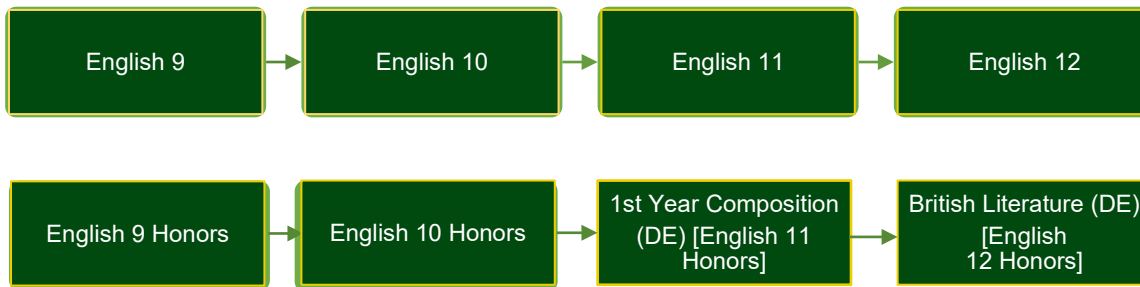 English 9
English 10
English 11
English 12
English 9 Honors
English 10 Honors
1st Year Composition
(DE) [English 11
Honors]
British Literature (DE)
[English
12 Honors]